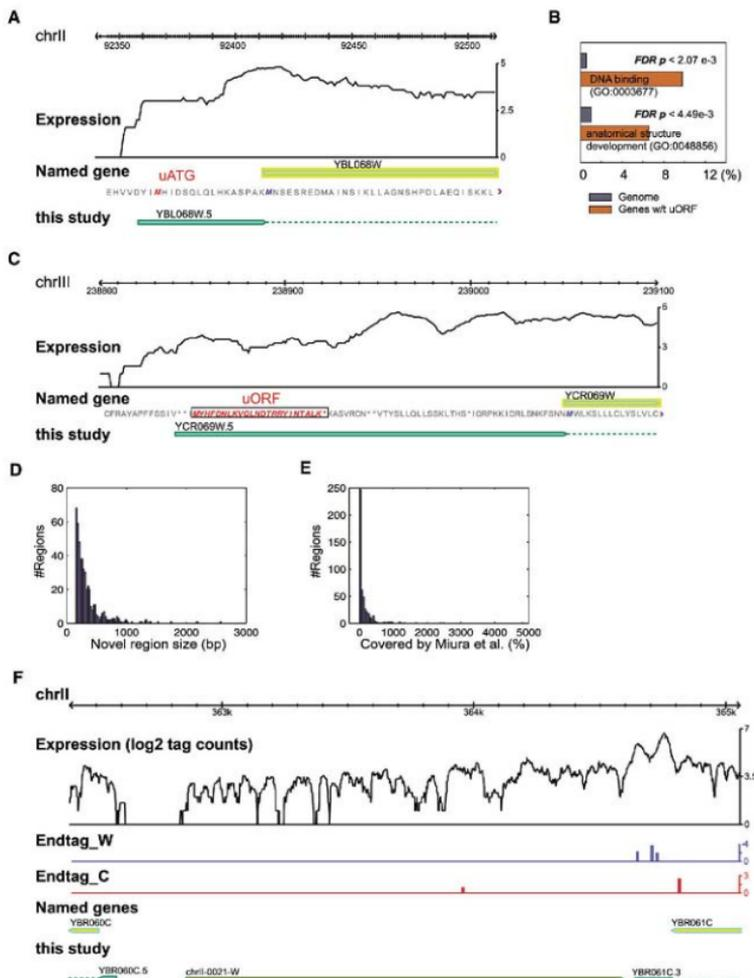 A
chrII
92350 92400 92450 92500
5
Expression
2.5
0
Named gene
YBL068W
uATG
EHVVDYIMHIDSQLQLHKASPAKMNSESREDMAINSIKLLAGNSHPDLAEQISKKL
this study
YBL068W.5
B
FDR p < 2.07 e-3
DNA binding
(GO:0003677)
FDR p < 4.49e-3
anatomical structure
development (GO:0048856)
0 4 8 12 (%)
Genome
Genes w/t uORF
C
chrIII
238800 238900 239000 239100
Expression
3
0
Named gene
YCR069W
uORF
this study
YCR069W.5
D
80
60
#Regions
40
20
0
0 1000 2000 3000
Novel region size (bp)
E
250
200
150
#Regions
100
50
0
0 1000 2000 3000 4000 5000
Covered by Miura et al. (%)
F
chrII
363k 364k 365k
Expression (log2 tag counts)
7
3.5
0
Endtag_W
4
0
Endtag_C
3
0
Named genes
YBR060C YBR061C
this study
YBR060C.5 chrII-0021-W YBR061C.3